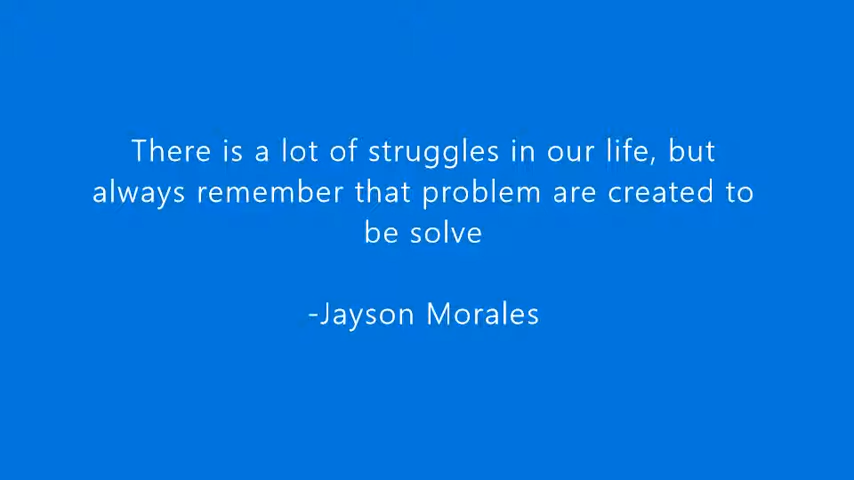 There is a lot of struggles in our life, but
always remember that problem are created to
be solve
-Jayson Morales